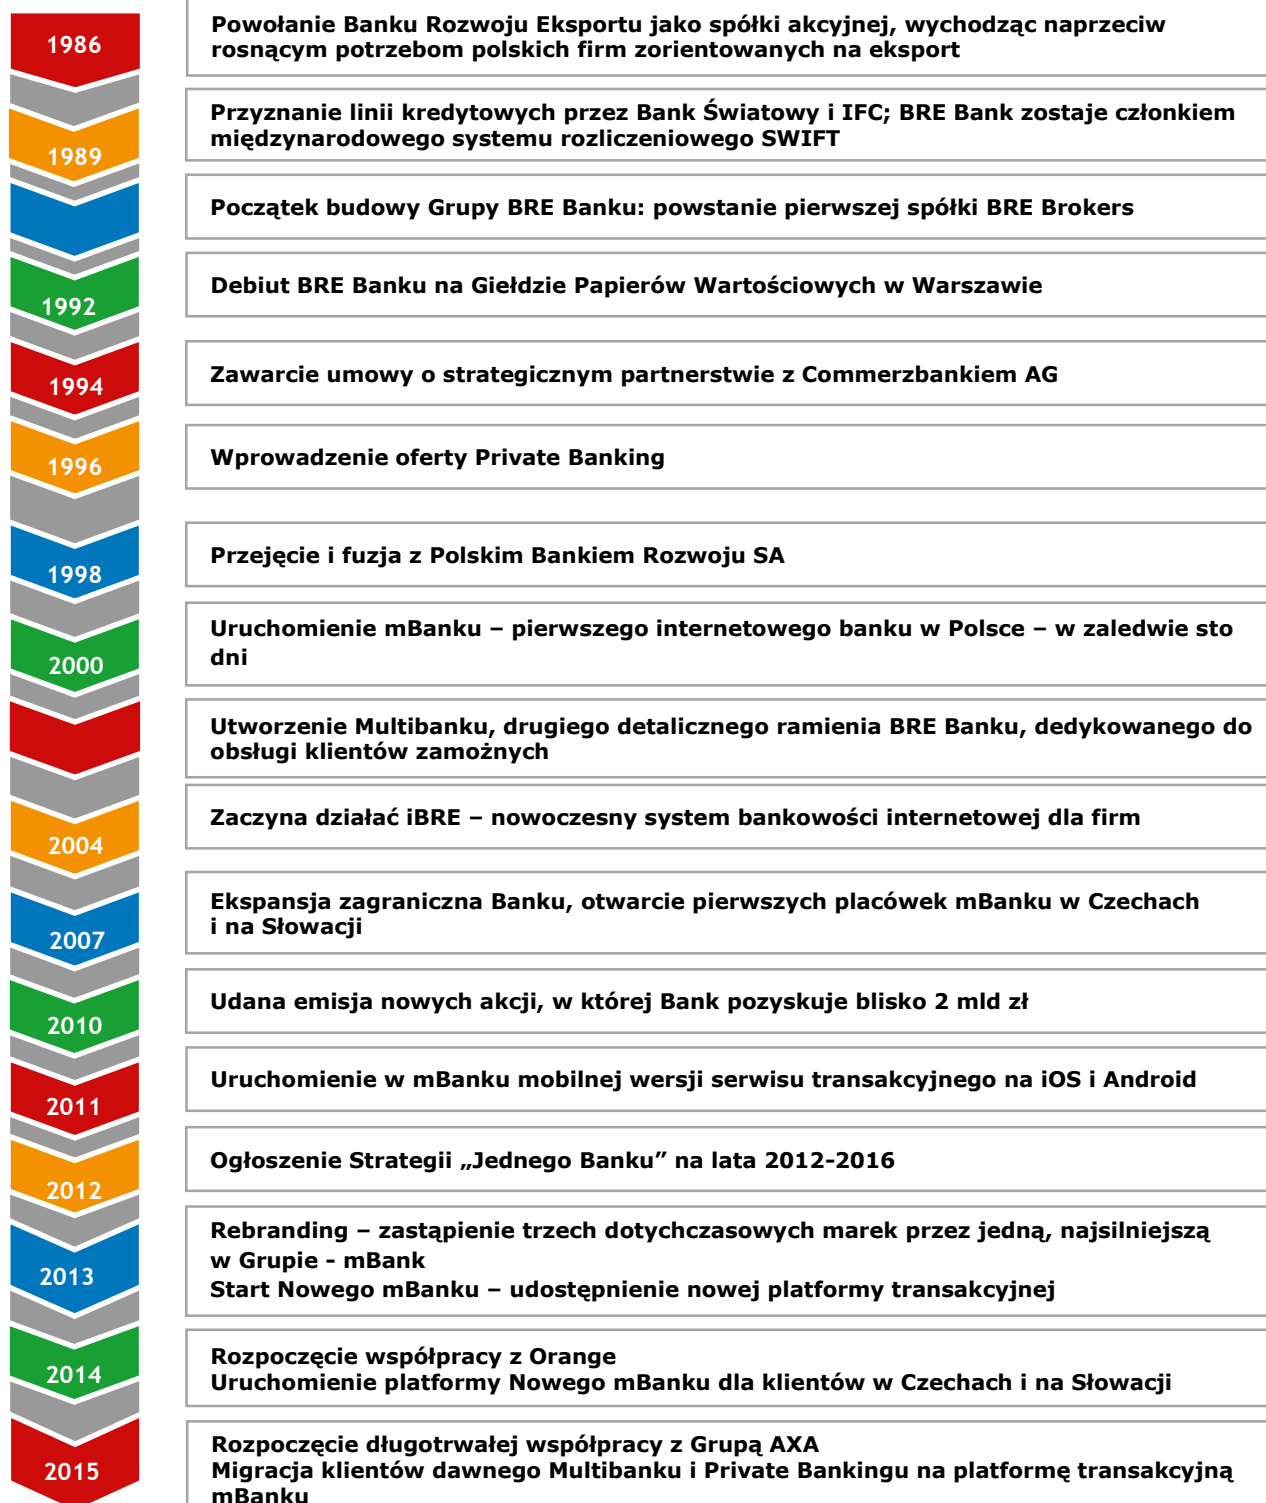 1986
Powołanie Banku Rozwoju Eksportu jako spółki akcyjnej, wychodząc naprzeciw
rosnącym potrzebom polskich firm zorientowanych na eksport
1989
Przyznanie linii kredytowych przez Bank Światowy i IFC; BRE Bank zostaje członkiem
międzynarodowego systemu rozliczeniowego SWIFT
Początek budowy Grupy BRE Banku: powstanie pierwszej spółki BRE Brokers
1992
Debiut BRE Banku na Giełdzie Papierów Wartościowych w Warszawie
1994
Zawarcie umowy o strategicznym partnerstwie z Commerzbankiem AG
1996
Wprowadzenie oferty Private Banking
1998
Przejęcie i fuzja z Polskim Bankiem Rozwoju SA
2000
Uruchomienie mBanku – pierwszego internetowego banku w Polsce – w zaledwie sto
dni
Utworzenie Multibanku, drugiego detalicznego ramienia BRE Banku, dedykowanego do
obsługi klientów zamożnych
2004
Zaczyna działać iBRE – nowoczesny system bankowości internetowej dla firm
2007
Ekspansja zagraniczna Banku, otwarcie pierwszych placówek mBanku w Czechach
i na Słowacji
2010
Udana emisja nowych akcji, w której Bank pozyskuje blisko 2 mld zł
2011
Uruchomienie w mBanku mobilnej wersji serwisu transakcyjnego na iOS i Android
2012
Ogłoszenie Strategii „Jednego Banku” na lata 2012-2016
2013
Rebranding – zastąpienie trzech dotychczasowych marek przez jedną, najsilniejszą
w Grupie - mBank
Start Nowego mBanku – udostępnienie nowej platformy transakcyjnej
2014
Rozpoczęcie współpracy z Orange
Uruchomienie platformy Nowego mBanku dla klientów w Czechach i na Słowacji
2015
Rozpoczęcie długotrwałej współpracy z Grupą AXA
Migracja klientów dawnego Multibanku i Private Bankingu na platformę transakcyjną
mBanku